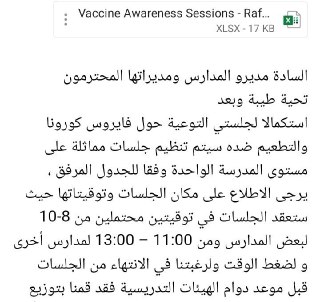 Vaccine Awareness Sessions - Raf...
XLSX - 17 KB
السادة مديرو المدارس ومديراتها المحترمون
تحية طيبة وبعد
استكمالا لجلستي التوعية حول فايروس كورونا
والتطعيم ضده سيتم تنظيم جلسات مماثلة على
مستوى المدرسة الواحدة وفقا للجدول المرفق ،
يرجى الاطلاع على مكان الجلسات وتوقيتاتها حيث
ستعقد الجلسات في توقيتين محتملين من 8-10
لبعض المدارس ومن 11:00 – 13:00 لمدارس أخرى
و لضغط الوقت ولرغبتنا في الانتهاء من الجلسات
قبل موعد دوام الهيئات التدريسية فقد قمنا بتوزيع